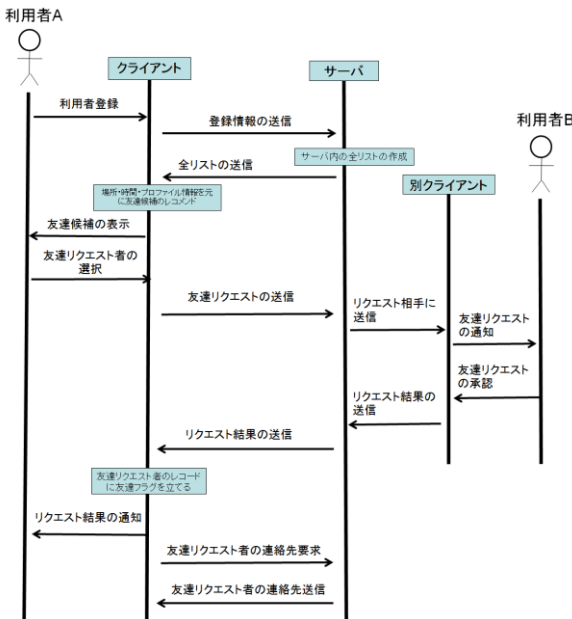 利用者A
クライアント
サーバ
利用者登録
登録情報の送信
利用者B
サーバ内の全リストの作成
全リストの送信
別クライアント
場所・時間・プロファイル情報を元
に友達候補のレコメンド
友達候補の表示
友達リクエスト者の
選択
友達リクエストの送信
リクエスト相手に
送信
友達リクエスト
の通知
友達リクエスト
の承認
リクエスト結果の
送信
リクエスト結果の送信
友達リクエスト者のレコード
に友達フラグを立てる
リクエスト結果の通知
友達リクエスト者の連絡先要求
友達リクエスト者の連絡先送信